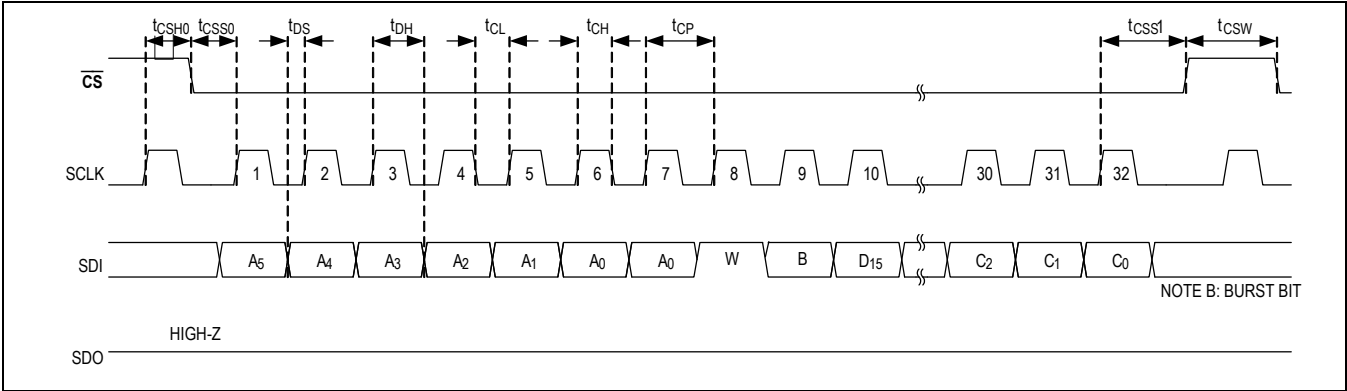 tCSH0 tCSS0 tDS tDH tCL tCH tCP tCSS1 tCSW
CS
SCLK 1 2 3 4 5 6 7 8 9 10 30 31 32
SDI A5 A4 A3 A2 A1 A0 A0 W B D15 C2 C1 C0
NOTE B: BURST BIT
HIGH-Z
SDO